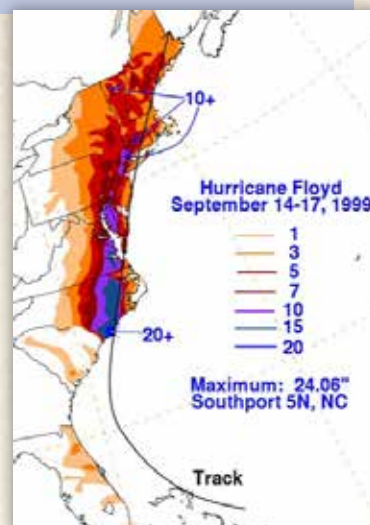 10+
Hurricane Floyd
September 14-17, 1999
1
3
5
7
10
15
20
20+
Maximum: 24.06"
Southport 5N, NC
Track